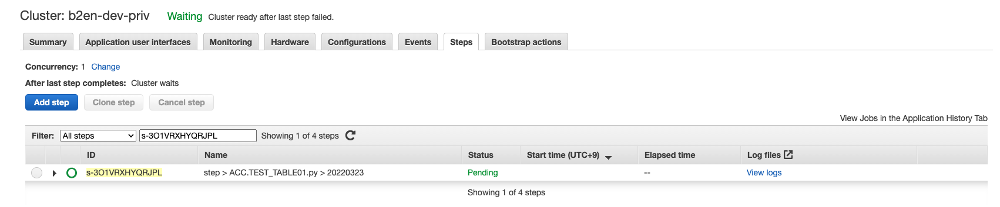 Cluster: b2en-dev-priv Waiting Cluster ready after last step failed.
Summary Application user interfaces Monitoring Hardware Configurations Events Steps Bootstrap actions
Concurrency: 1 Change
After last step completes: Cluster waits
Add step Clone step Cancel step
View Jobs in the Application History Tab
Filter: All steps s-3O1VRXHYQRJPL Showing 1 of 4 steps
ID Name Status Start time (UTC+9) Elapsed time Log files
s-3O1VRXHYQRJPL step > ACC.TEST_TABLE01.py > 20220323 Pending -- View logs
Showing 1 of 4 steps